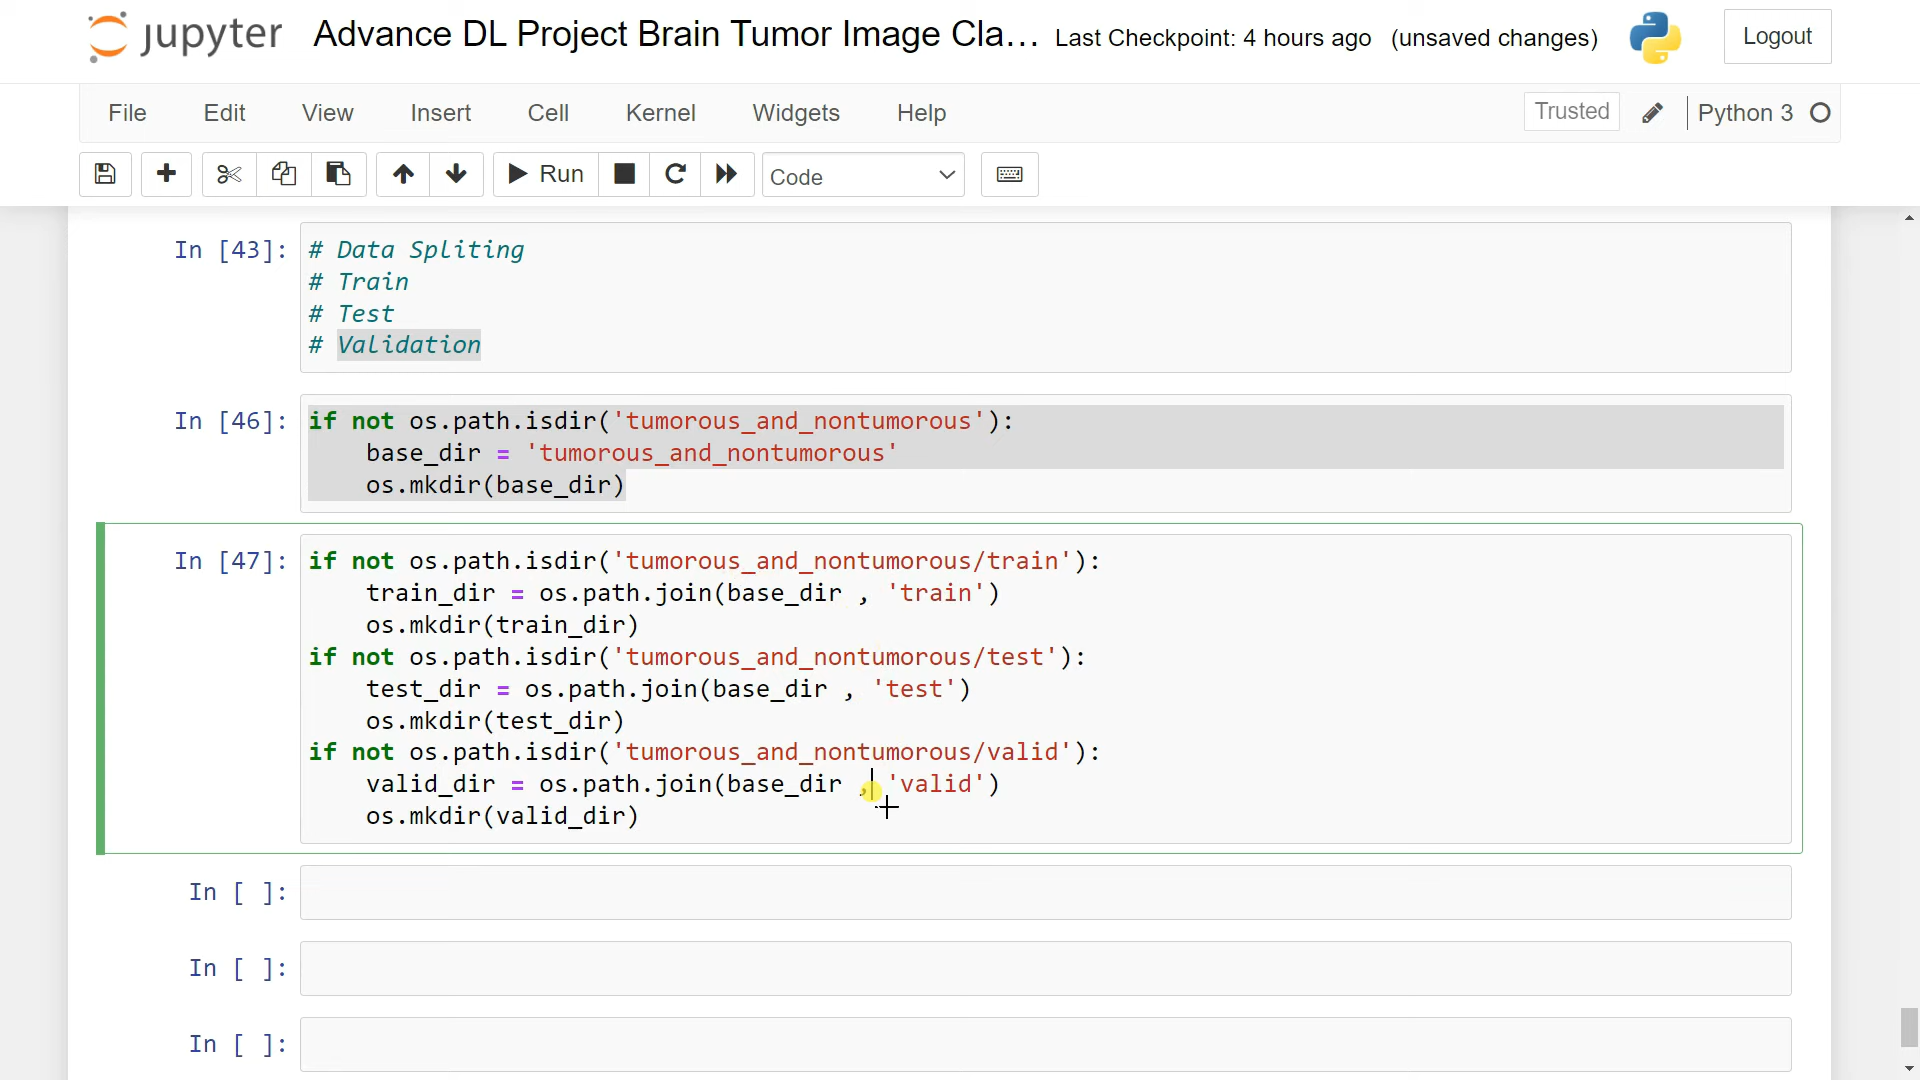 jupyter Advance DL Project Brain Tumor Image Cla... Last Checkpoint: 4 hours ago (unsaved changes) Logout
File Edit View Insert Cell Kernel Widgets Help Trusted Python 3
Run Code
In [43]: # Data Spliting
# Train
# Test
# Validation
In [46]: if not os.path.isdir('tumorous_and_nontumorous'):
    base_dir = 'tumorous_and_nontumorous'
    os.mkdir(base_dir)
In [47]: if not os.path.isdir('tumorous_and_nontumorous/train'):
    train_dir = os.path.join(base_dir , 'train')
    os.mkdir(train_dir)
if not os.path.isdir('tumorous_and_nontumorous/test'):
    test_dir = os.path.join(base_dir , 'test')
    os.mkdir(test_dir)
if not os.path.isdir('tumorous_and_nontumorous/valid'):
    valid_dir = os.path.join(base_dir , 'valid')
    os.mkdir(valid_dir)
In [ ]:
In [ ]:
In [ ]: